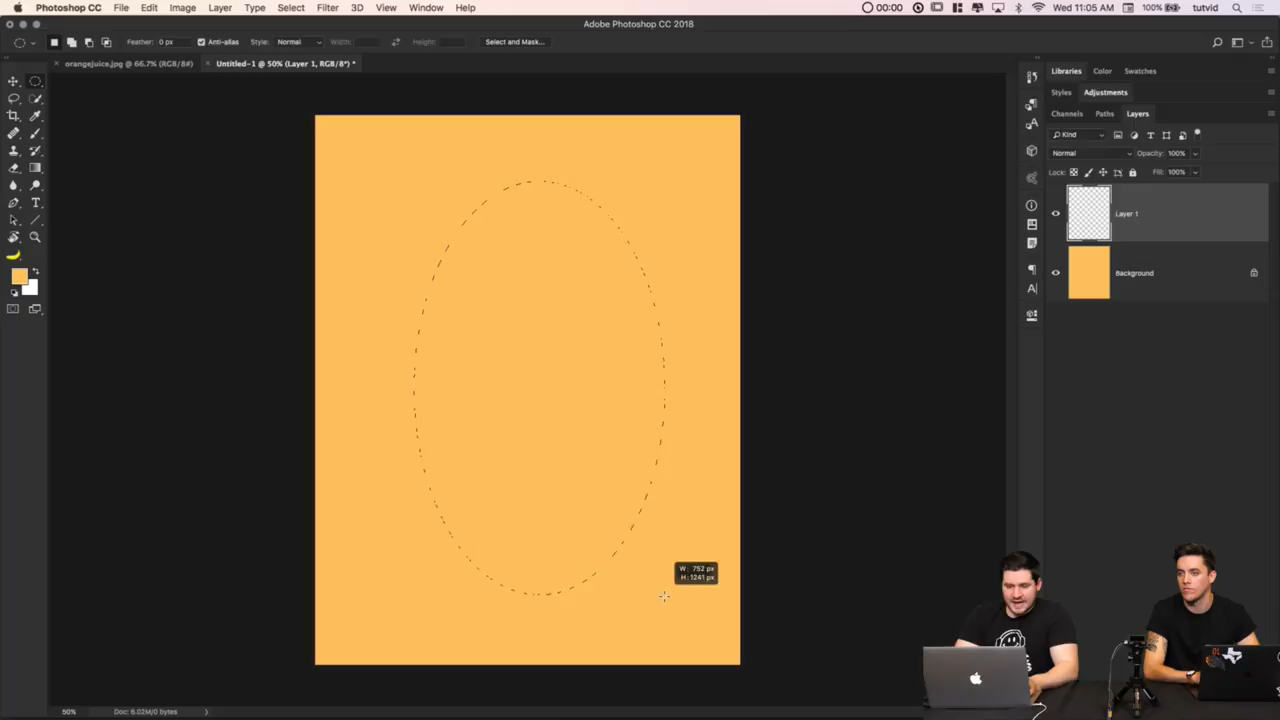 Photoshop CC File Edit Image Layer Type Select Filter 3D View Window Help 00:00 100% Wed 11:05 AM tutvid
Adobe Photoshop CC 2018
Feather: 0 px Anti-alias Style: Normal Width: Height: Select and Mask...
orangejuice.jpg @ 66.7% (RGB/8#) Untitled-1 @ 50% (Layer 1, RGB/8*) *
Libraries Color Swatches
Styles Adjustments
Channels Paths Layers
Kind
Normal Opacity: 100%
Lock: Fill: 100%
Layer 1
Background
W: 752 px
H: 1241 px
50% Doc: 6.02M/0 bytes